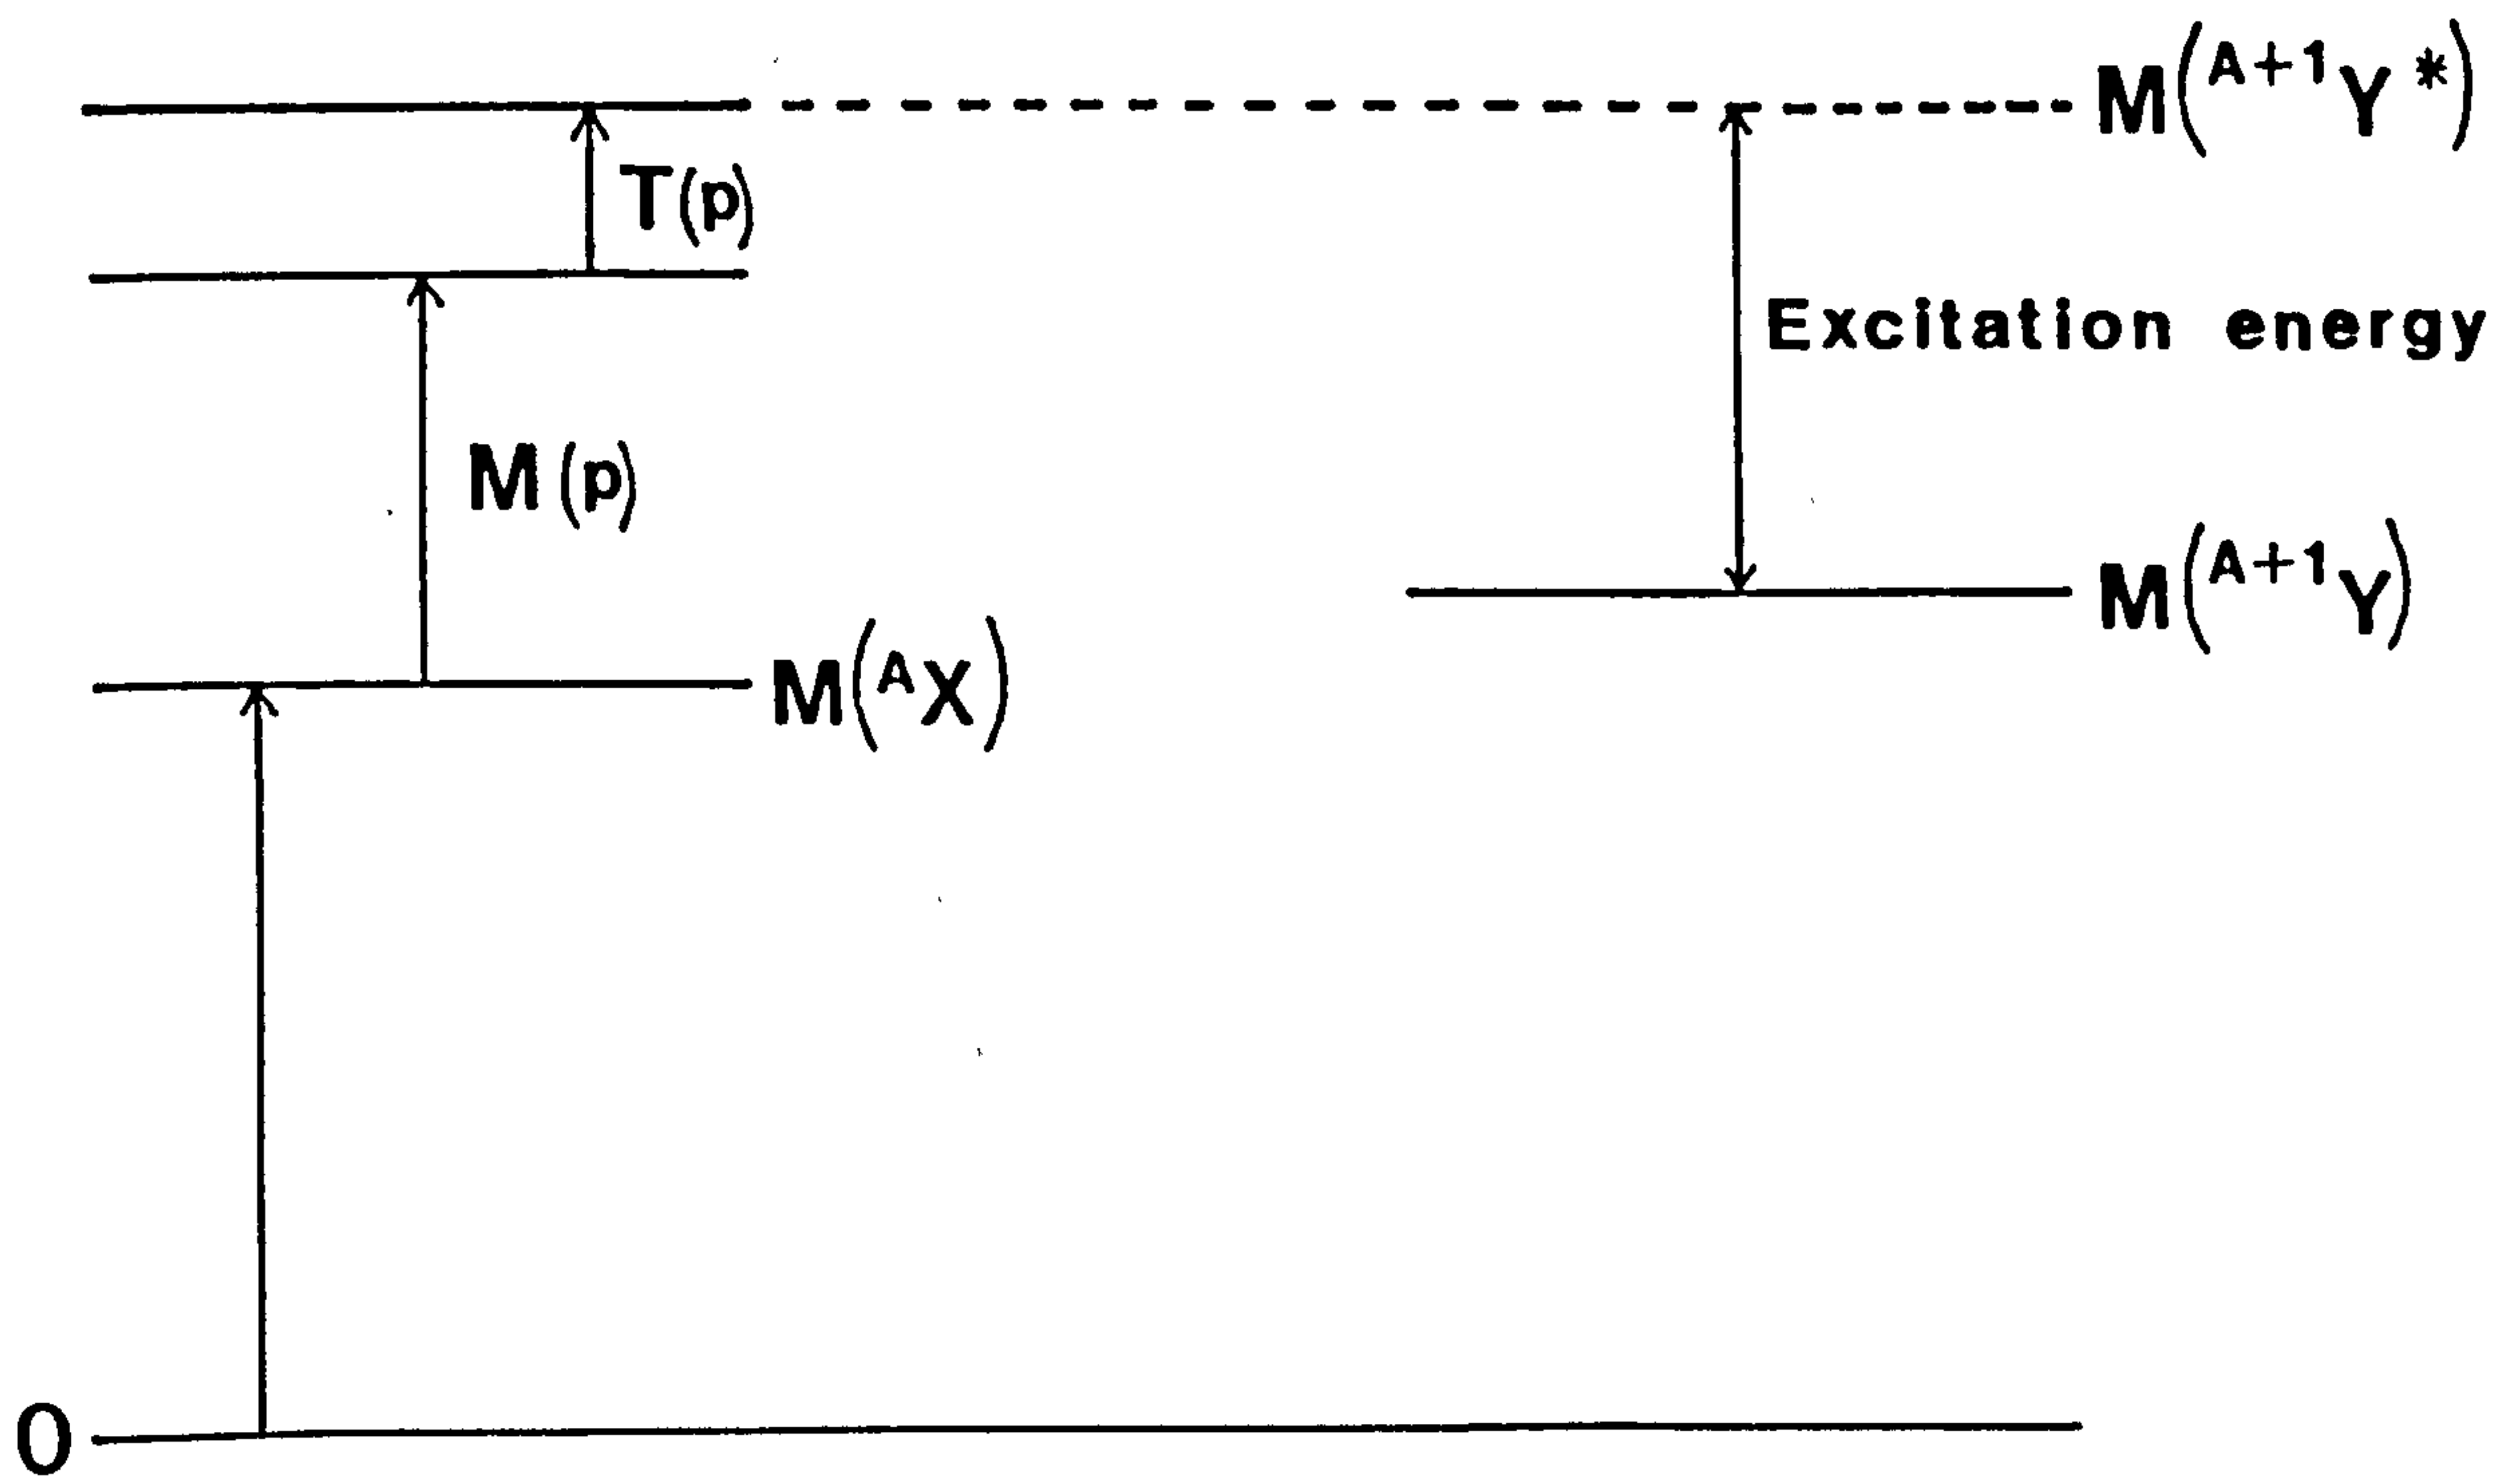 M(ᴬ⁺¹Y*)
T(p)
Excitation energy
M(p)
M(ᴬ⁺¹Y)
M(ᴬX)
0